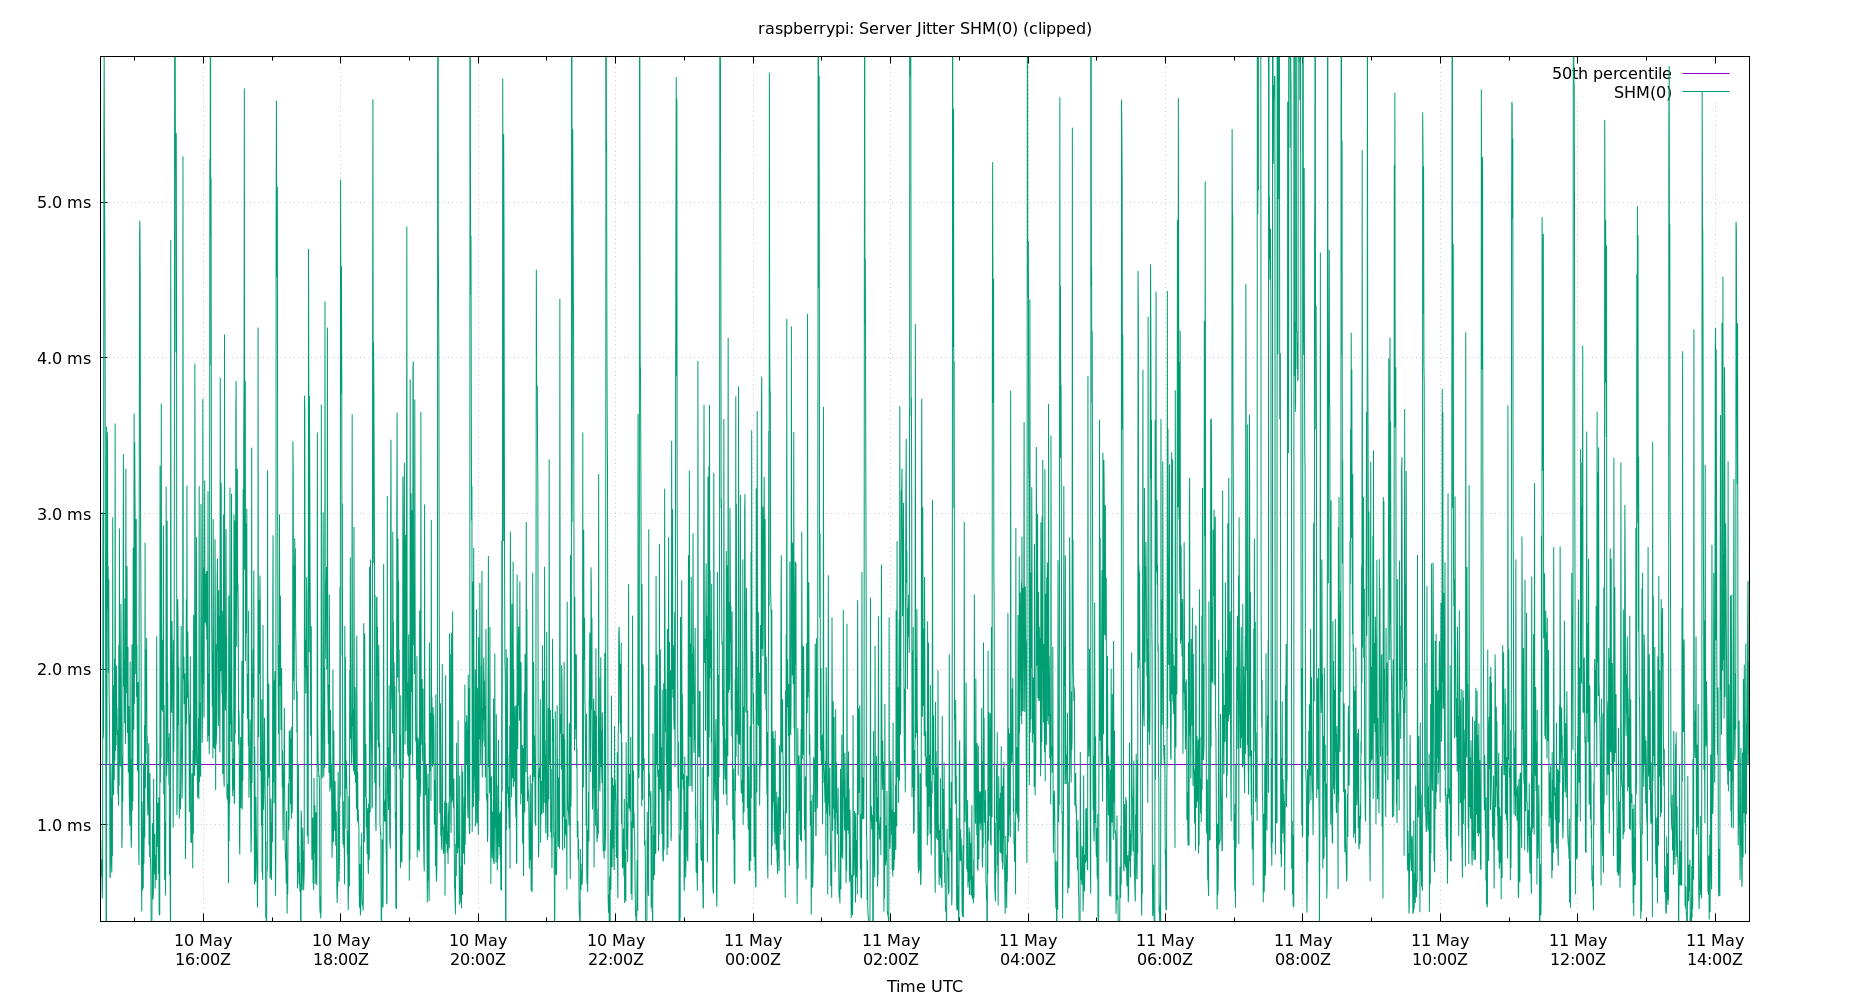 raspberrypi: Server Jitter SHM(0) (clipped)
50th percentile
SHM(0)
5.0 ms
4.0 ms
3.0 ms
2.0 ms
1.0 ms
10 May 10 May 10 May 10 May 11 May 11 May 11 May 11 May 11 May 11 May 11 May 11 May
16:00Z 18:00Z 20:00Z 22:00Z 00:00Z 02:00Z 04:00Z 06:00Z 08:00Z 10:00Z 12:00Z 14:00Z
Time UTC